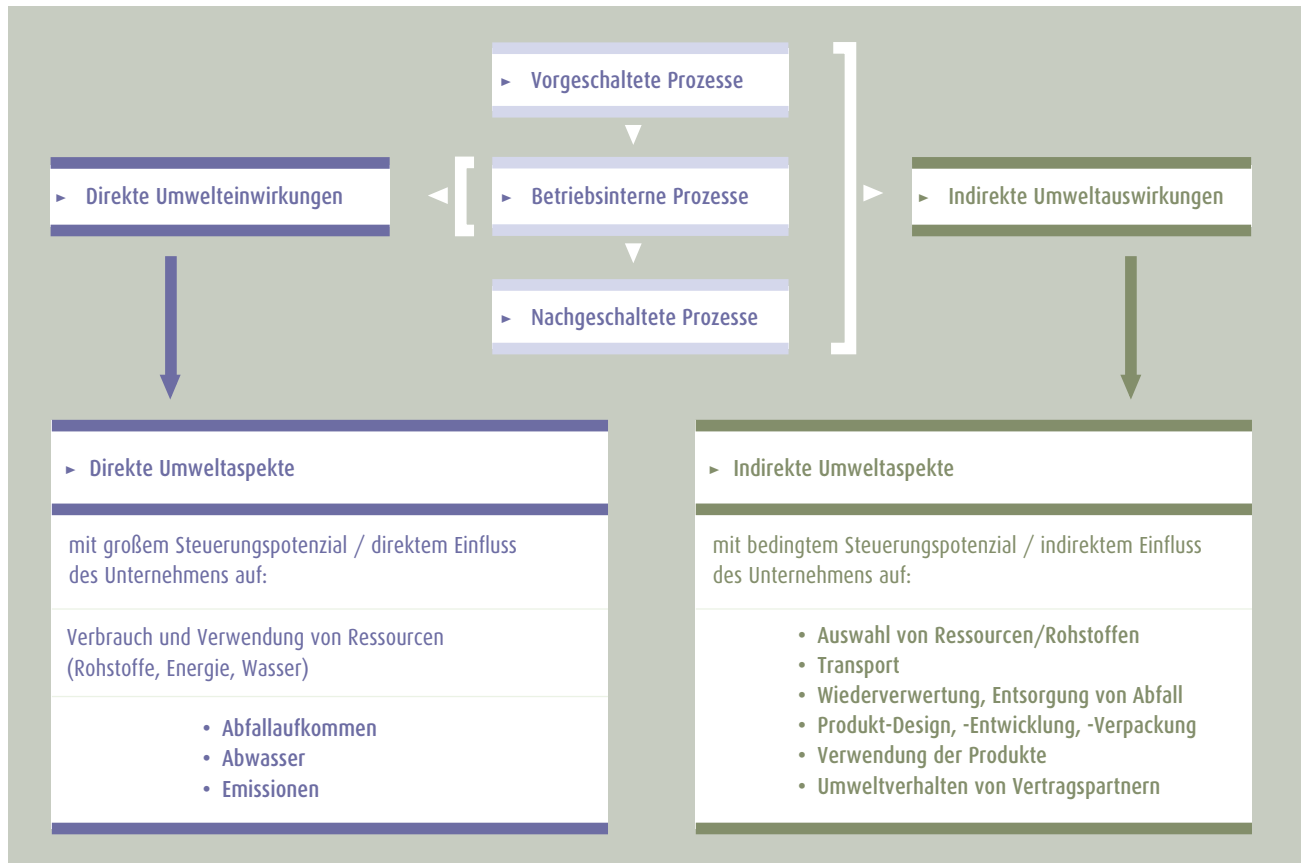 ► Vorgeschaltete Prozesse
► Direkte Umwelteinwirkungen
► Betriebsinterne Prozesse
► Indirekte Umweltauswirkungen
► Nachgeschaltete Prozesse
► Direkte Umweltaspekte
mit großem Steuerungspotenzial / direktem Einfluss
des Unternehmens auf:
Verbrauch und Verwendung von Ressourcen
(Rohstoffe, Energie, Wasser)
• Abfallaufkommen
• Abwasser
• Emissionen
► Indirekte Umweltaspekte
mit bedingtem Steuerungspotenzial / indirektem Einfluss
des Unternehmens auf:
• Auswahl von Ressourcen/Rohstoffen
• Transport
• Wiederverwertung, Entsorgung von Abfall
• Produkt-Design, -Entwicklung, -Verpackung
• Verwendung der Produkte
• Umweltverhalten von Vertragspartnern